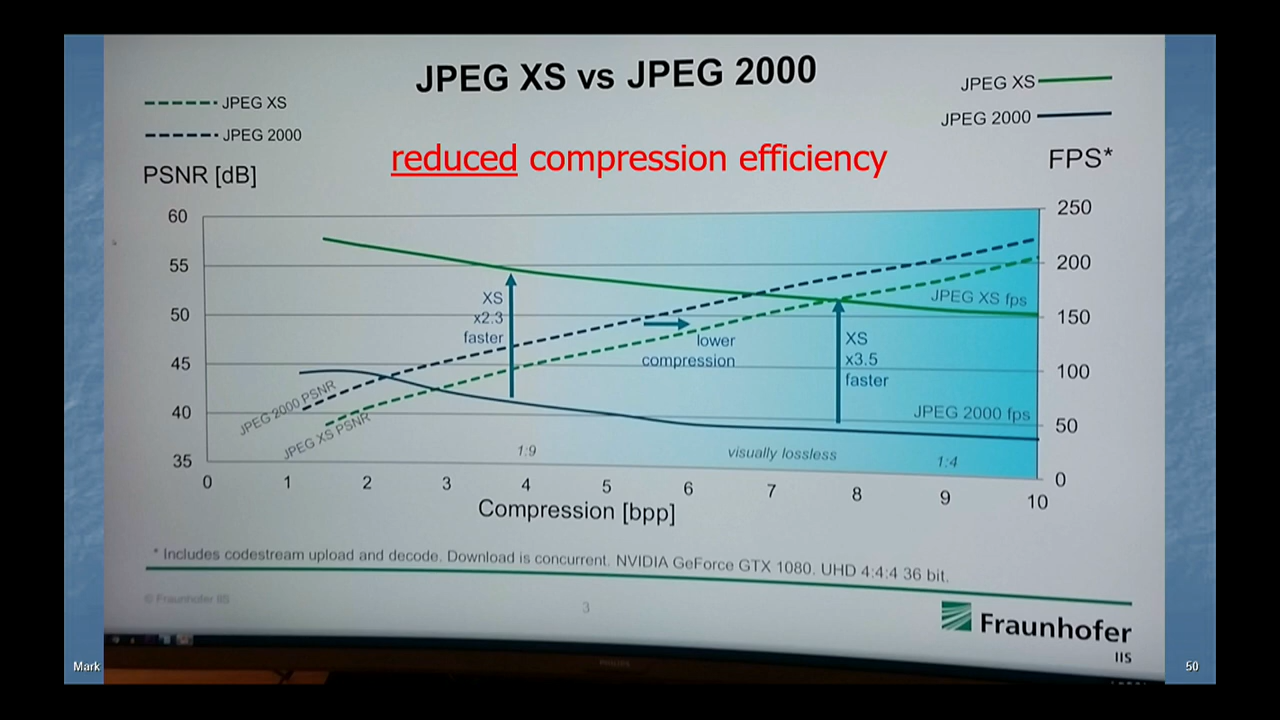 JPEG XS vs JPEG 2000
JPEG XS
JPEG 2000
JPEG XS
JPEG 2000
reduced compression efficiency
PSNR [dB]
FPS*
60
55
50
45
40
35
250
200
150
100
50
0
XS
x2.3
faster
lower
compression
XS
x3.5
faster
JPEG XS fps
JPEG 2000 fps
JPEG 2000 PSNR
JPEG XS PSNR
1:9
visually lossless
1:4
0 1 2 3 4 5 6 7 8 9 10
Compression [bpp]
* Includes codestream upload and decode. Download is concurrent. NVIDIA GeForce GTX 1080. UHD 4:4:4 36 bit.
© Fraunhofer IIS
3
Fraunhofer
IIS
Mark
50